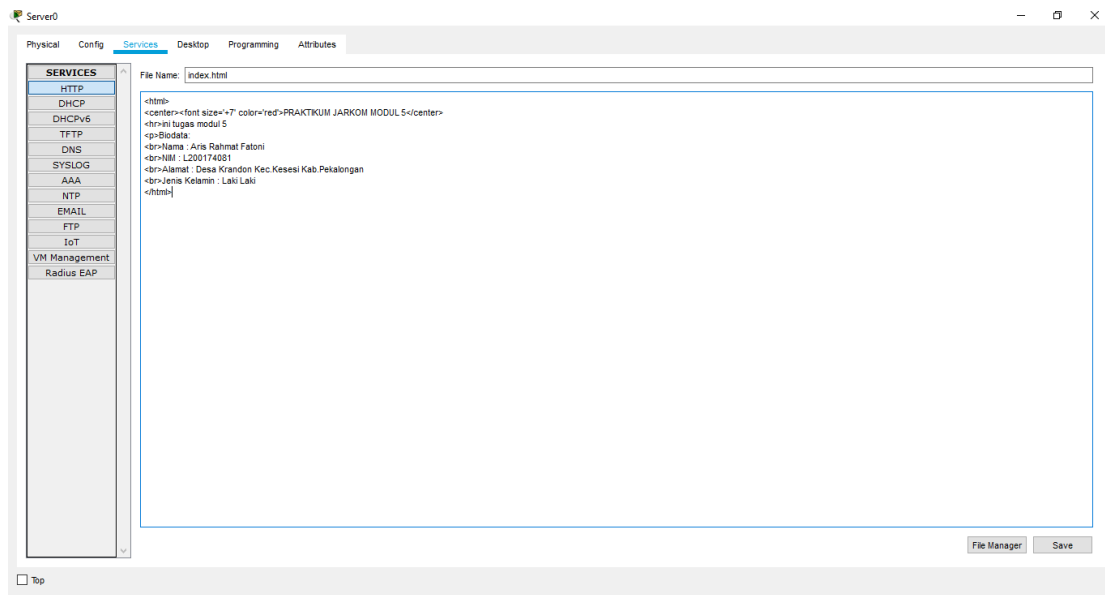 Server0
Physical Config Services Desktop Programming Attributes
SERVICES
HTTP
DHCP
DHCPv6
TFTP
DNS
SYSLOG
AAA
NTP
EMAIL
FTP
IoT
VM Management
Radius EAP
File Name: index.html
<html>
<center><font size='+7' color='red'>PRAKTIKUM JARKOM MODUL 5</center>
<hr>ini tugas modul 5
<p>Biodata:
<br>Nama : Aris Rahmat Fatoni
<br>NIM : L200174081
<br>Alamat : Desa Krandon Kec.Kesesi Kab.Pekalongan
<br>Jenis Kelamin : Laki Laki
</html>
File Manager Save
Top